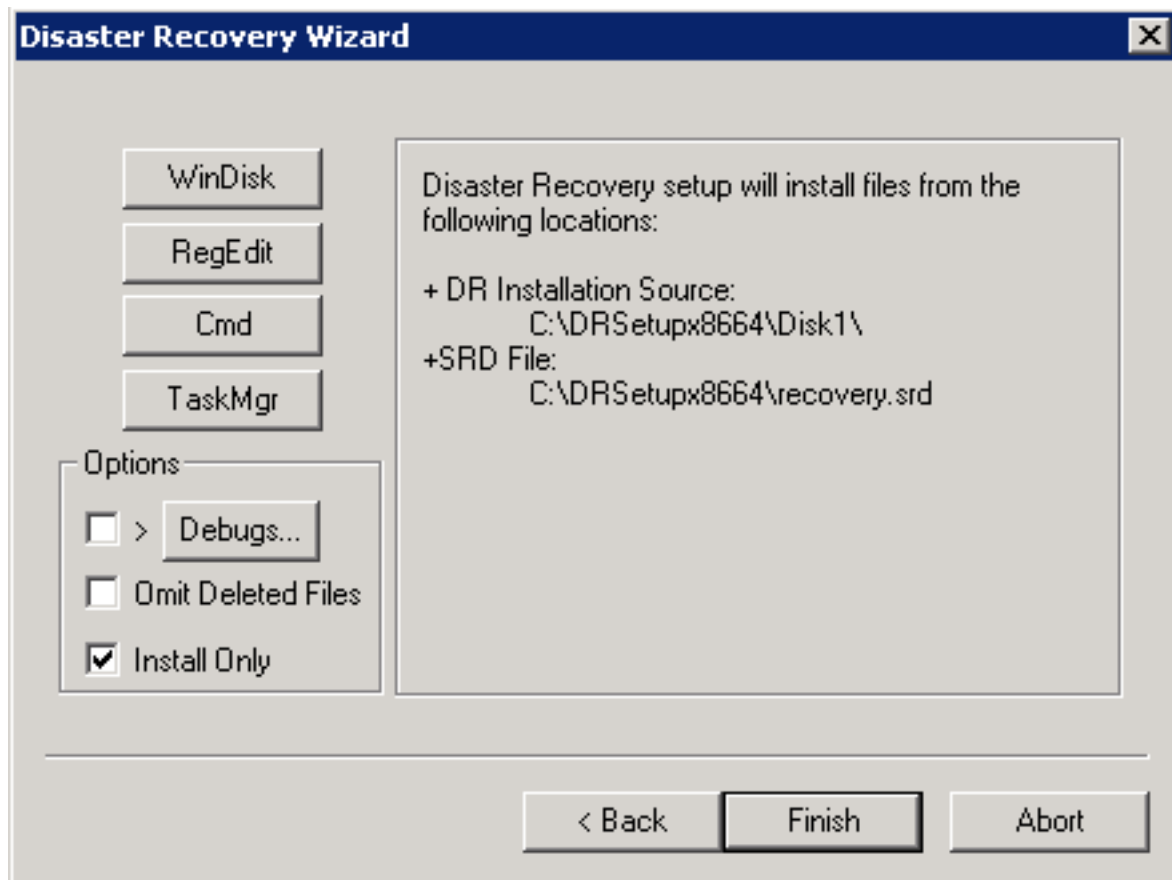 Disaster Recovery Wizard
WinDisk
RegEdit
Cmd
TaskMgr
Options
> Debugs...
Omit Deleted Files
Install Only
Disaster Recovery setup will install files from the
following locations:
+ DR Installation Source:
C:\DRSetupx8664\Disk1\
+SRD File:
C:\DRSetupx8664\recovery.srd
< Back
Finish
Abort